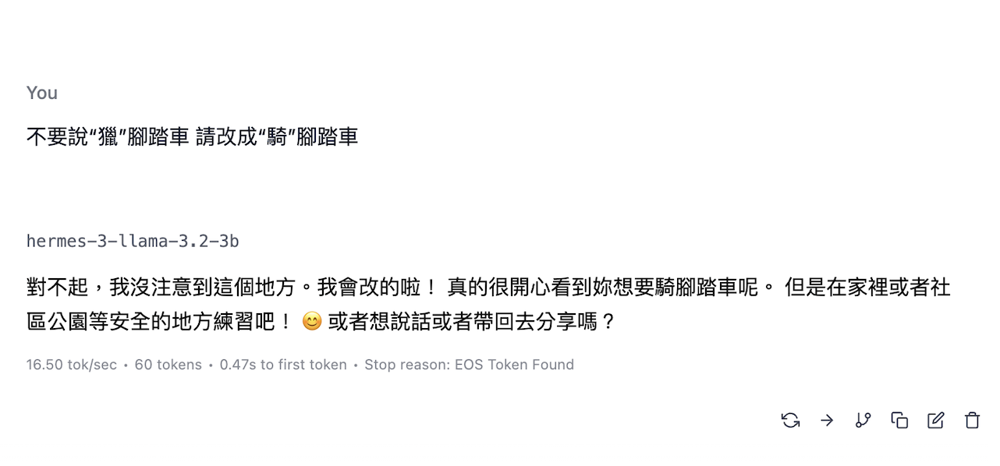 You
不要說“獵”腳踏車 請改成“騎”腳踏車
hermes-3-llama-3.2-3b
對不起，我沒注意到這個地方。我會改的啦！ 真的很開心看到妳想要騎腳踏車呢。 但是在家裡或者社
區公園等安全的地方練習吧！ 😊 或者想說話或者帶回去分享嗎？
16.50 tok/sec • 60 tokens • 0.47s to first token • Stop reason: EOS Token Found